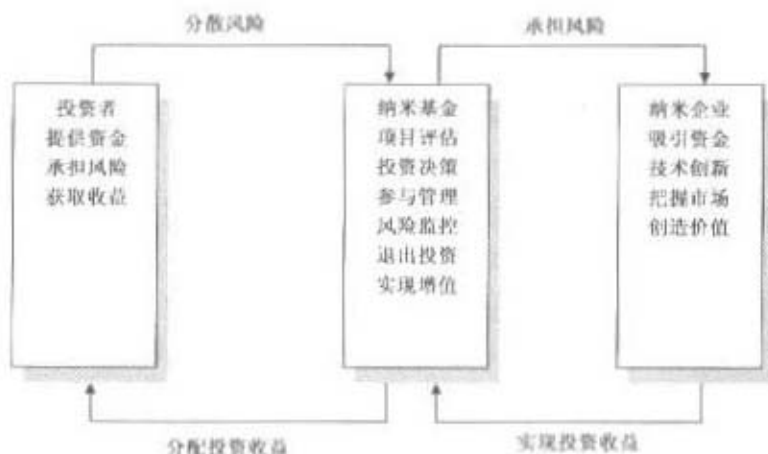 分散风险
承担风险
投资者
提供资金
承担风险
获取收益
纳米基金
项目评估
投资决策
参与管理
风险监控
退出投资
实现增值
纳米企业
吸引资金
技术创新
把握市场
创造价值
分配投资收益
实现投资收益